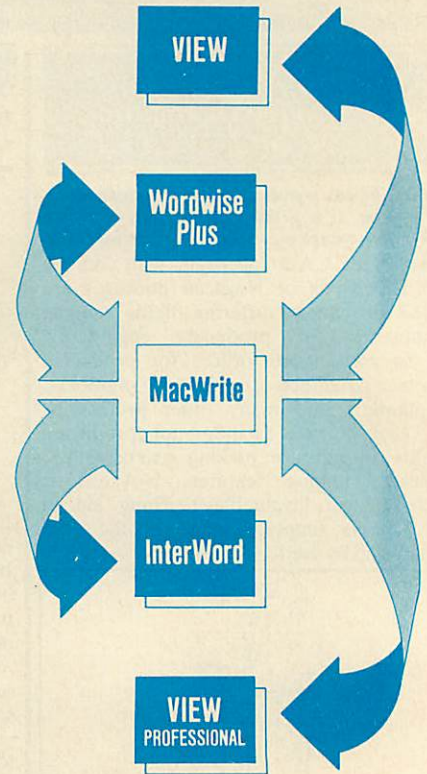 VIEW
Wordwise
Plus
MacWrite
InterWord
VIEW
PROFESSIONAL